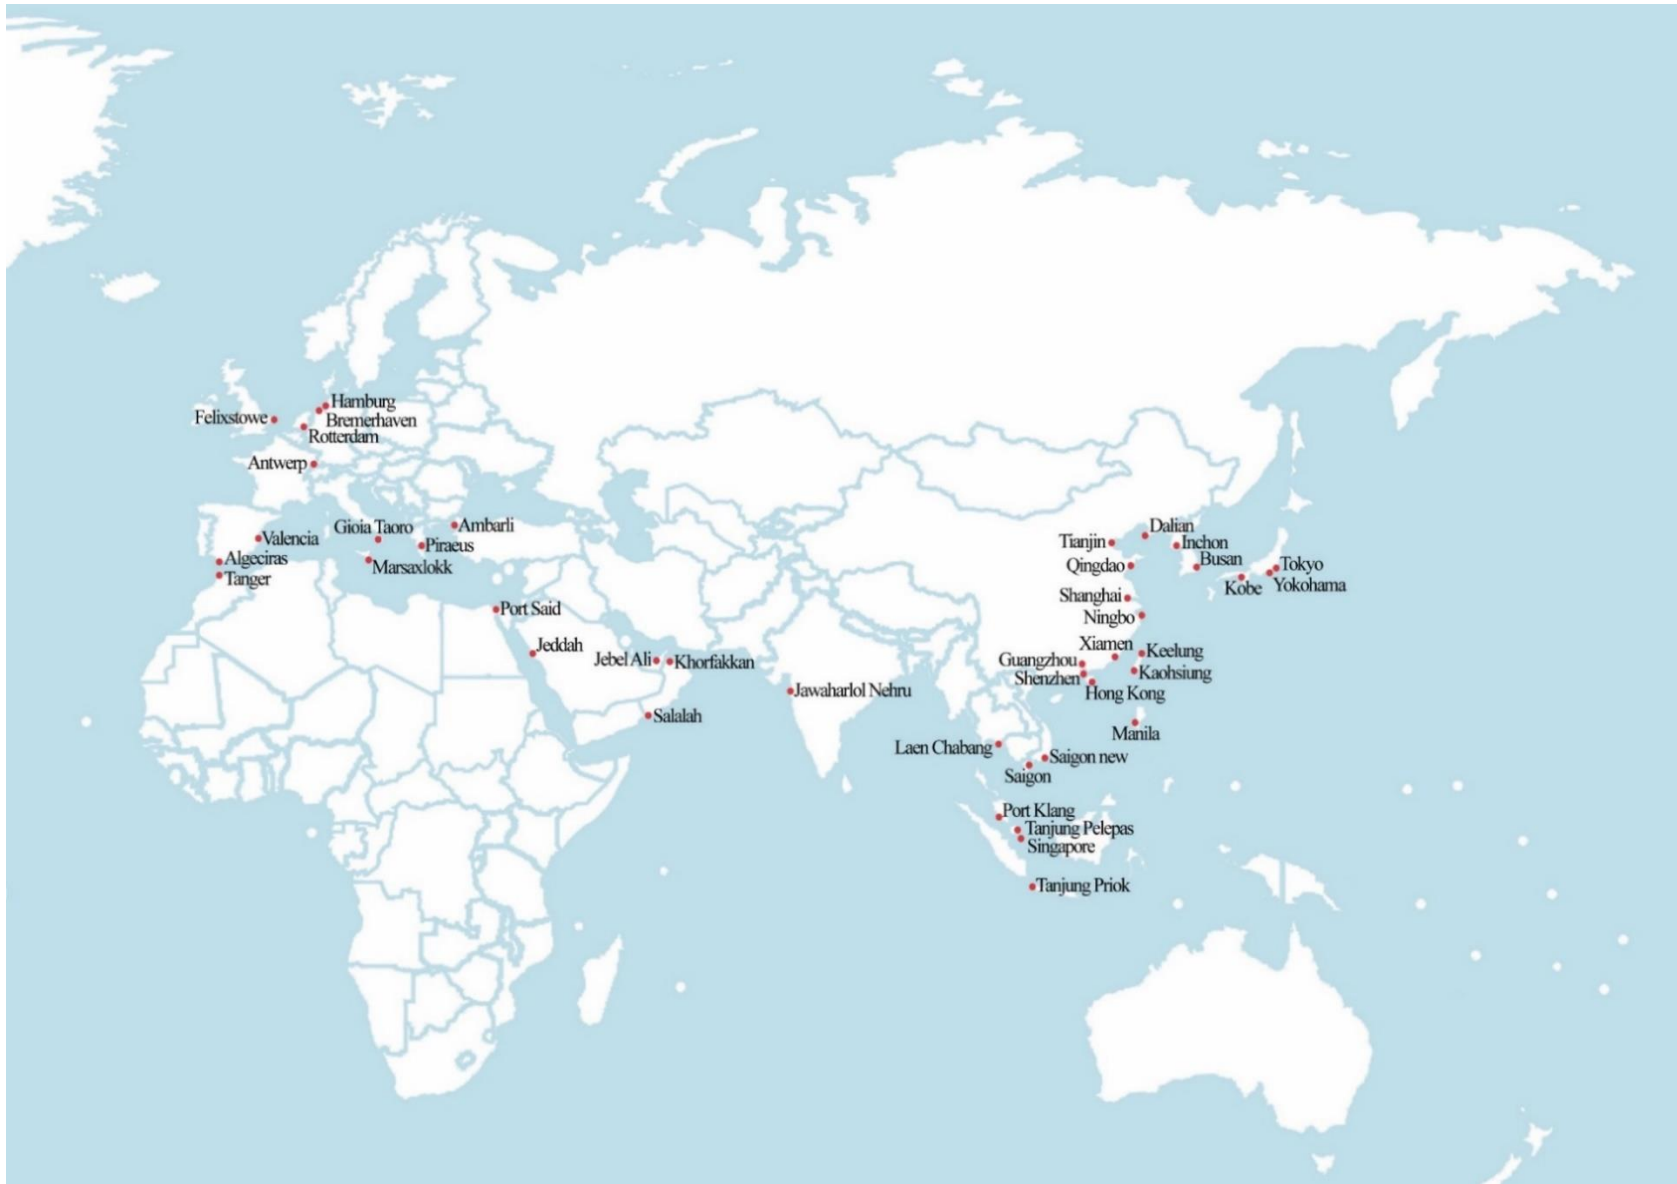 Hamburg
Felixstowe
Bremerhaven
Rotterdam
Antwerp
Gioia Taoro
Ambarli
Valencia
Piraeus
Algeciras
Marsaxlokk
Tanger
Port Said
Jeddah
Jebel Ali
Khorfakkan
Salalah
Jawaharlol Nehru
Dalian
Tianjin
Inchon
Qingdao
Busan
Tokyo
Kobe
Yokohama
Shanghai
Ningbo
Xiamen
Keelung
Guangzhou
Kaohsiung
Shenzhen
Hong Kong
Manila
Laen Chabang
Saigon new
Saigon
Port Klang
Tanjung Pelepas
Singapore
Tanjung Priok